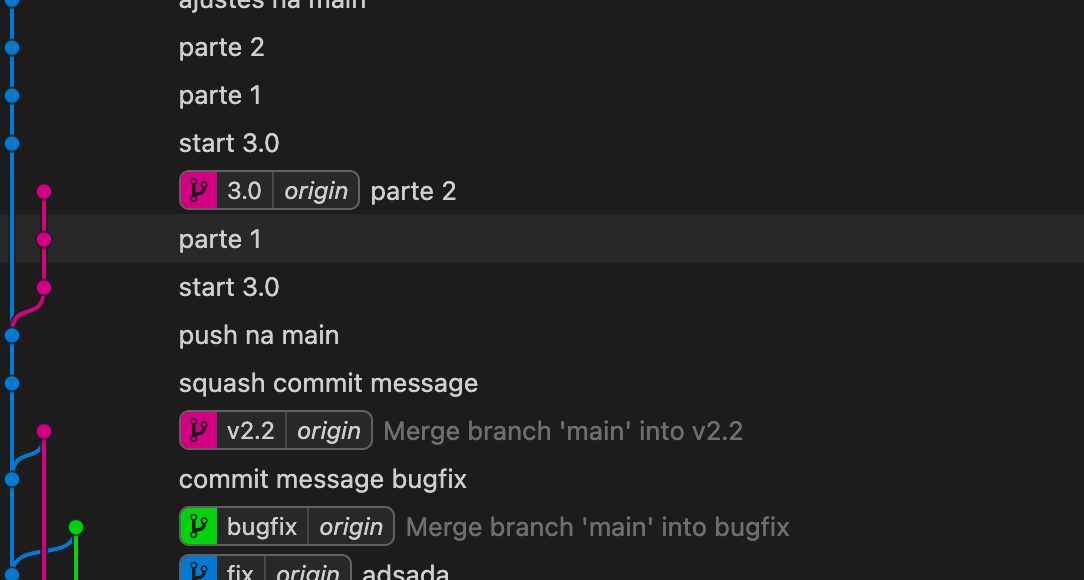 ajustes na main
parte 2
parte 1
start 3.0
3.0 origin parte 2
parte 1
start 3.0
push na main
squash commit message
v2.2 origin Merge branch 'main' into v2.2
commit message bugfix
bugfix origin Merge branch 'main' into bugfix
fix origin adsada